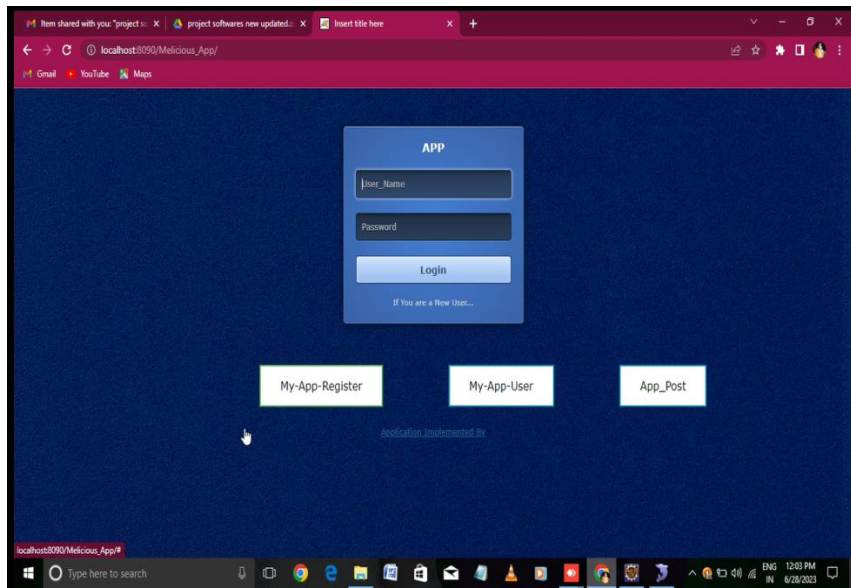 Item shared with you: "project so
project softwares new updated.z
Insert title here
localhost:8090/Melicious_App/
Gmail
YouTube
Maps
APP
User_Name
Password
Login
If You are a New User...
My-App-Register
My-App-User
App_Post
Application Implemented By
localhost:8090/Melicious_App/#
Type here to search
ENG
IN
12:03 PM
6/28/2023